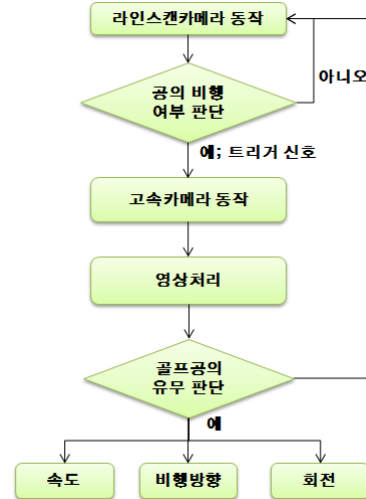 라인스캔카메라 동작
아니오
공의 비행
여부 판단
예; 트리거 신호
고속카메라 동작
영상처리
골프공의
유무 판단
예
속도
비행방향
회전